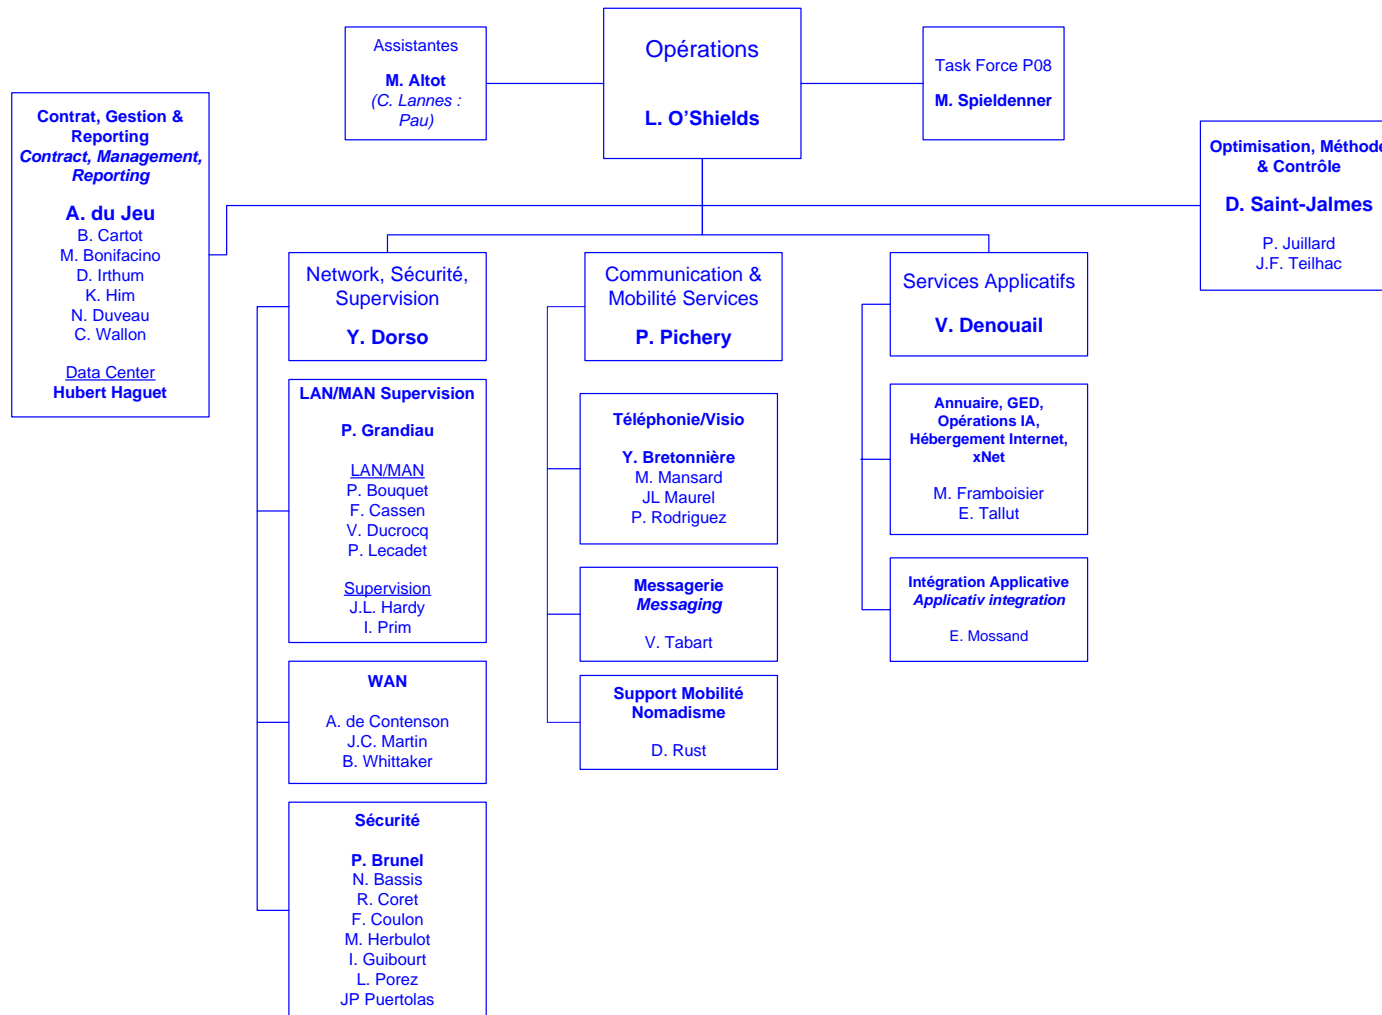 Assistantes
M. Altot
(C. Lannes :
Pau)
Opérations
L. O'Shields
Task Force P08
M. Spieldenner
Contrat, Gestion &
Reporting
Contract, Management,
Reporting
A. du Jeu
B. Cartot
M. Bonifacino
D. Irthum
K. Him
N. Duveau
C. Wallon
Data Center
Hubert Haguet
Optimisation, Méthode
& Contrôle
D. Saint-Jalmes
P. Juillard
J.F. Teilhac
Network, Sécurité,
Supervision
Y. Dorso
LAN/MAN Supervision
P. Grandiau
LAN/MAN
P. Bouquet
F. Cassen
V. Ducrocq
P. Lecadet
Supervision
J.L. Hardy
I. Prim
WAN
A. de Contenson
J.C. Martin
B. Whittaker
Sécurité
P. Brunel
N. Bassis
R. Coret
F. Coulon
M. Herbulot
I. Guibourt
L. Porez
JP Puertolas
Communication &
Mobilité Services
P. Pichery
Téléphonie/Visio
Y. Bretonnière
M. Mansard
JL Maurel
P. Rodriguez
Messagerie
Messaging
V. Tabart
Support Mobilité
Nomadisme
D. Rust
Services Applicatifs
V. Denouail
Annuaire, GED,
Opérations IA,
Hébergement Internet,
xNet
M. Framboisier
E. Tallut
Intégration Applicative
Applicativ integration
E. Mossand